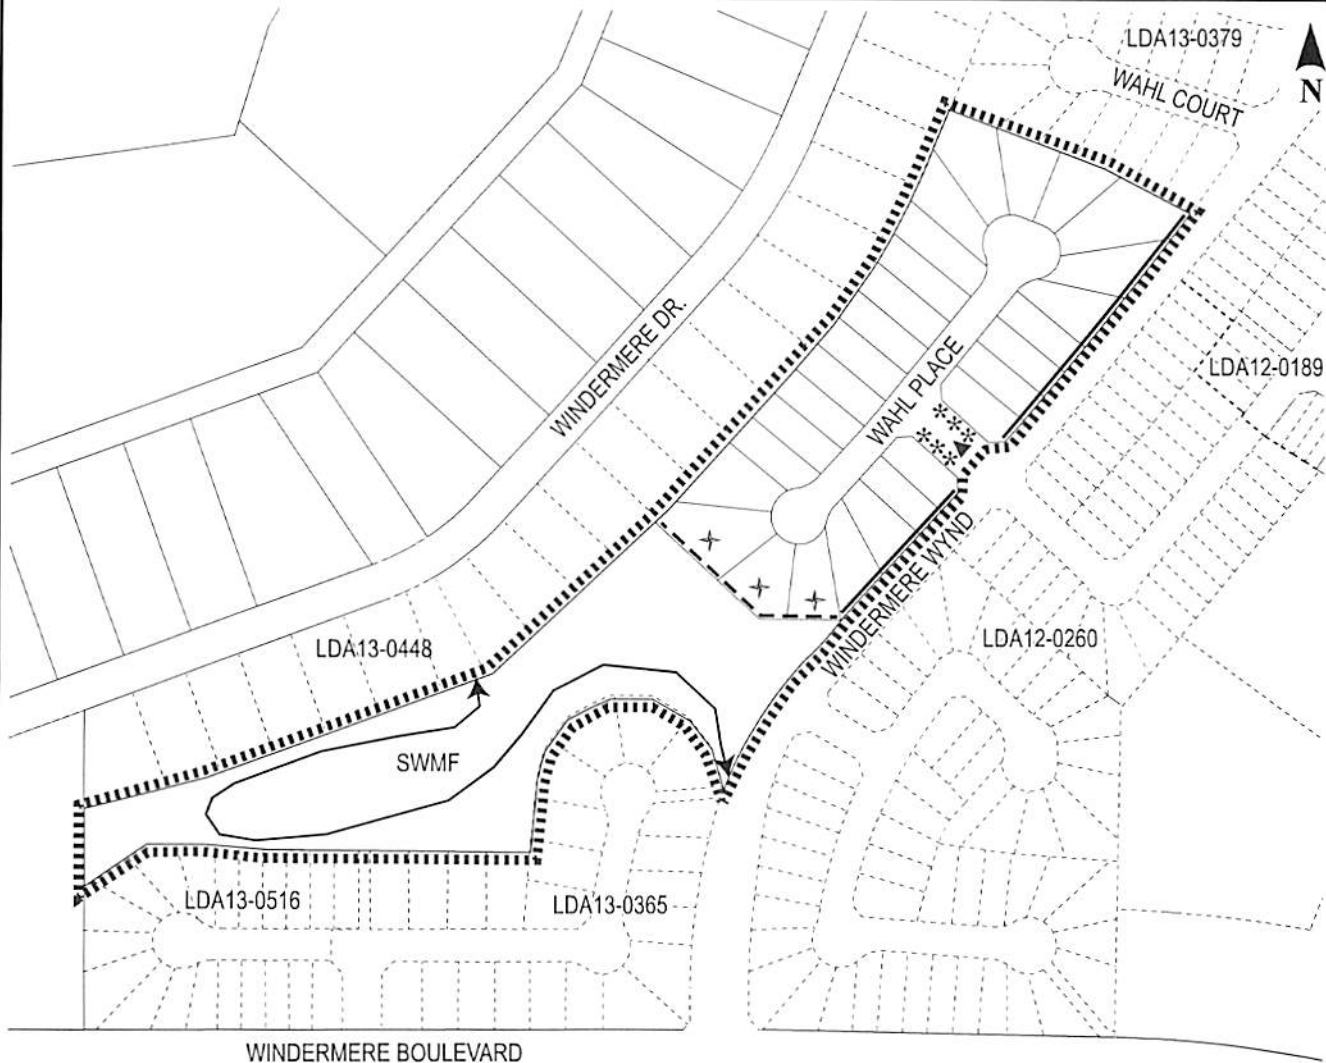 LDA13-0379
WAHL COURT
N
LDA12-0189
WINDERMERE DR.
WAHL PLACE
WINDERMERE WYND
LDA12-0260
LDA13-0448
SWMF
LDA13-0516
LDA13-0365
WINDERMERE BOULEVARD